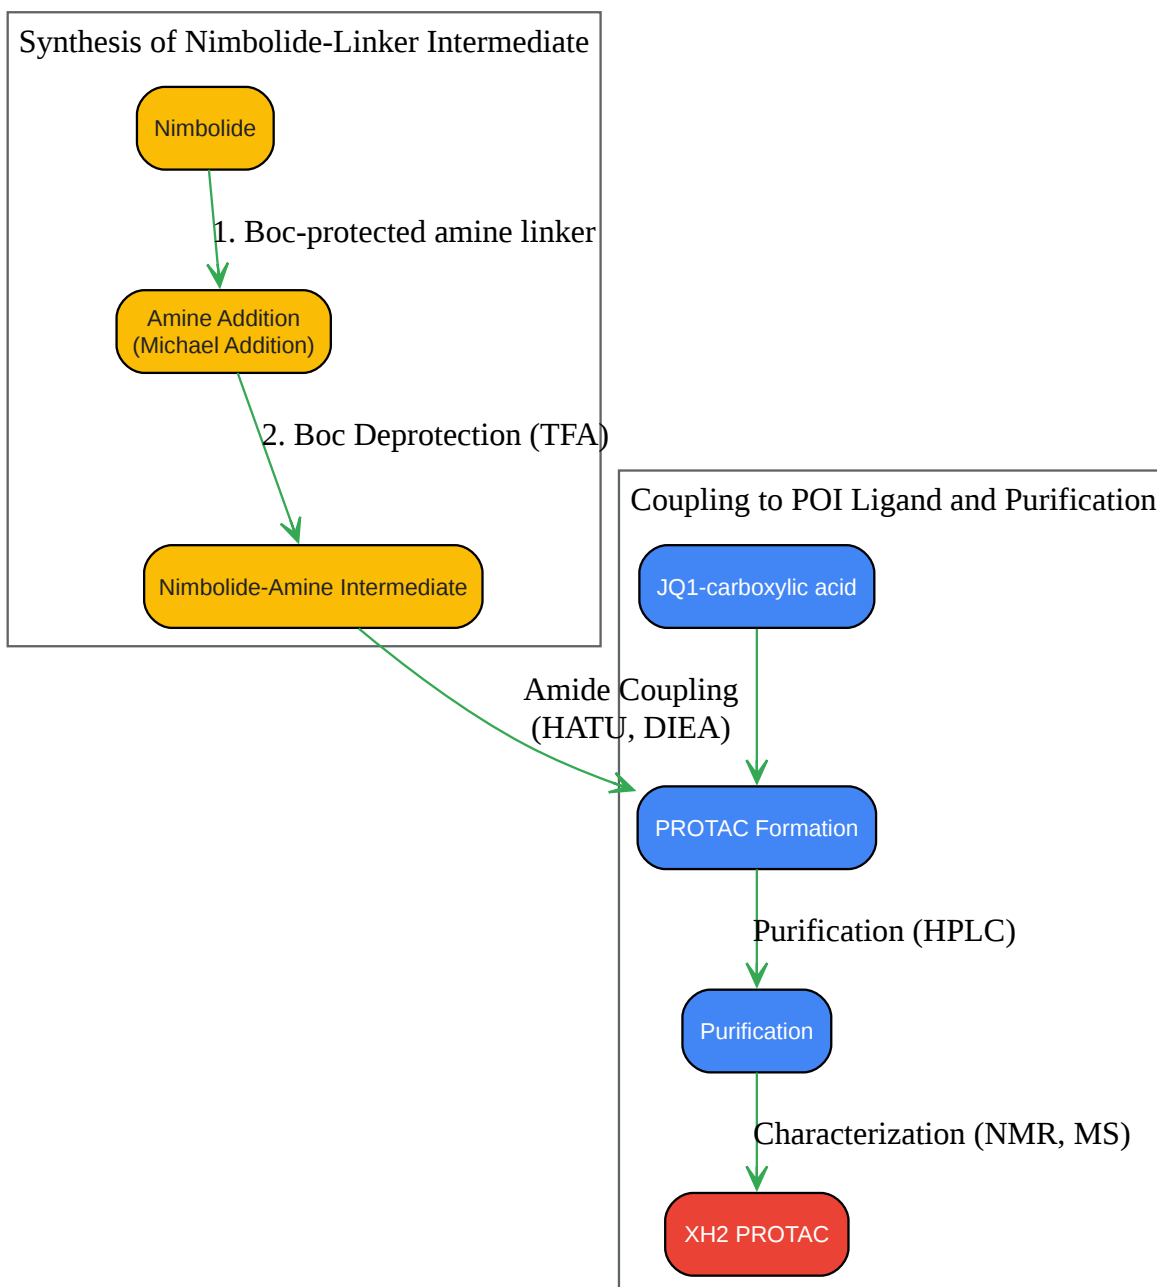 Synthesis of Nimbolide-Linker Intermediate
Nimbolide
1. Boc-protected amine linker
Amine Addition
(Michael Addition)
2. Boc Deprotection (TFA)
Nimbolide-Amine Intermediate
Coupling to POI Ligand and Purification
JQ1-carboxylic acid
Amide Coupling
(HATU, DIEA)
PROTAC Formation
Purification (HPLC)
Purification
Characterization (NMR, MS)
XH2 PROTAC